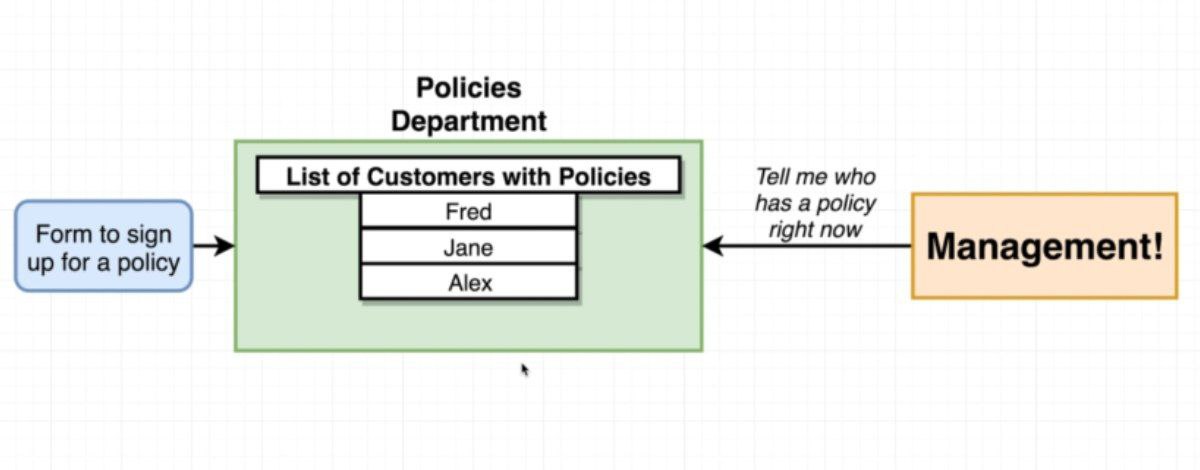 Policies
Department
List of Customers with Policies
Fred
Jane
Alex
Form to sign
up for a policy
Tell me who
has a policy
right now
Management!